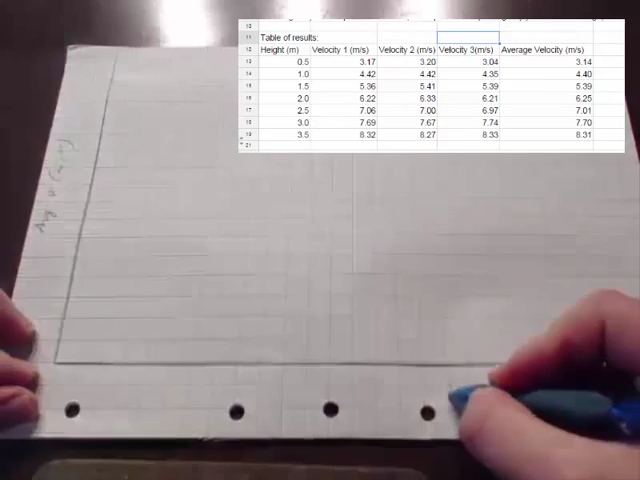 Table of results:
Height (m) Velocity 1 (m/s) Velocity 2 (m/s) Velocity 3(m/s) Average Velocity (m/s)
0.5 3.17 3.20 3.04 3.14
1.0 4.42 4.42 4.35 4.40
1.5 5.36 5.41 5.39 5.39
2.0 6.22 6.33 6.21 6.25
2.5 7.06 7.00 6.97 7.01
3.0 7.69 7.67 7.74 7.70
3.5 8.32 8.27 8.33 8.31
Avg v (m/s)